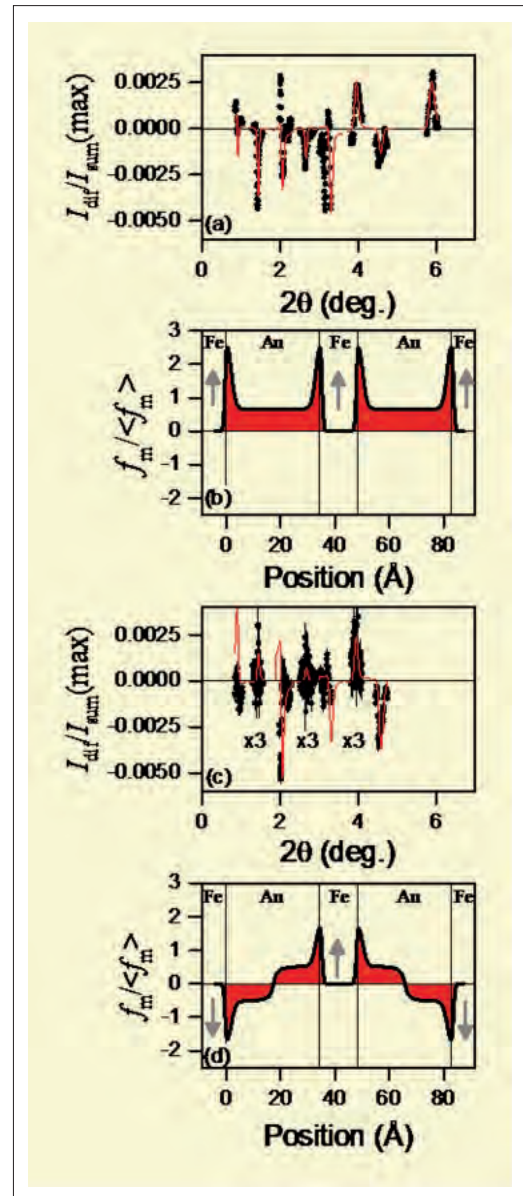 0.0025
0.0000
-0.0025
-0.0050
I_dif/I_sum(max)
(a)
0 2 4 6
2θ (deg.)
3
2
1
0
-1
-2
f_m/<f_m>
Fe Au Fe Au Fe
(b)
0 20 40 60 80
Position (Å)
0.0025
0.0000
-0.0025
-0.0050
I_dif/I_sum(max)
x3 x3 x3
(c)
0 2 4 6
2θ (deg.)
3
2
1
0
-1
-2
f_m/<f_m>
Fe Au Fe Au Fe
(d)
0 20 40 60 80
Position (Å)